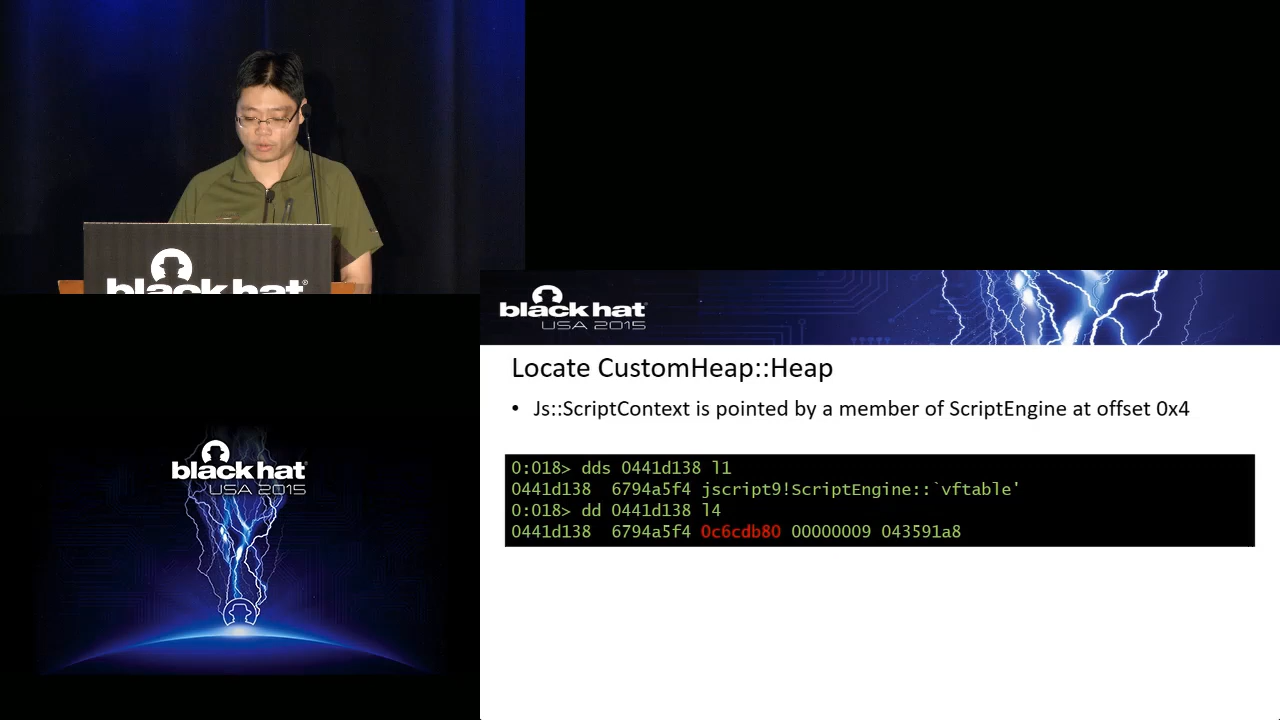 black hat
black hat
USA 2015
Locate CustomHeap::Heap
• Js::ScriptContext is pointed by a member of ScriptEngine at offset 0x4
0:018> dds 0441d138 l1
0441d138  6794a5f4 jscript9!ScriptEngine::`vftable'
0:018> dd 0441d138 l4
0441d138  6794a5f4 0c6cdb80 00000009 043591a8
black hat
USA 2015